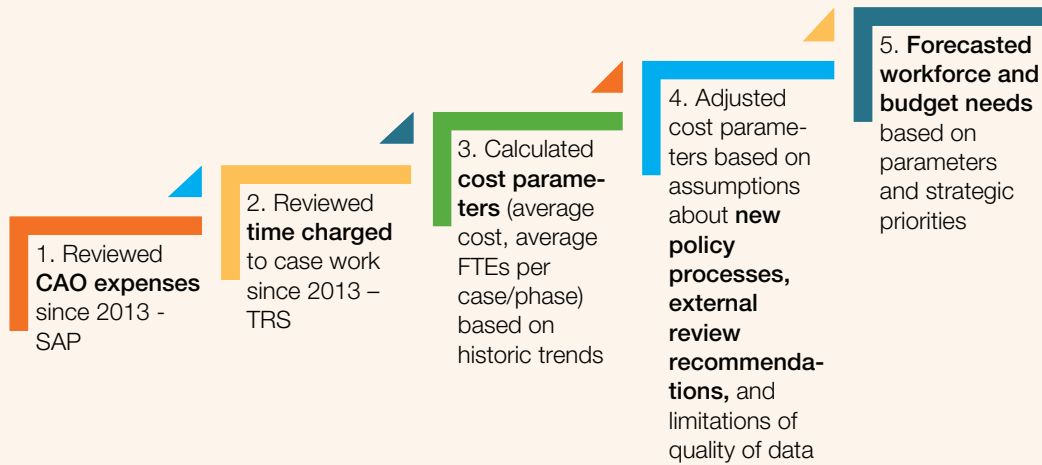 1. Reviewed
CAO expenses
since 2013 -
SAP
2. Reviewed
time charged
to case work
since 2013 –
TRS
3. Calculated
cost parame-
ters (average
cost, average
FTEs per
case/phase)
based on
historic trends
4. Adjusted
cost parame-
ters based on
assumptions
about new
policy
processes,
external
review
recommenda-
tions, and
limitations of
quality of data
5. Forecasted
workforce and
budget needs
based on
parameters
and strategic
priorities